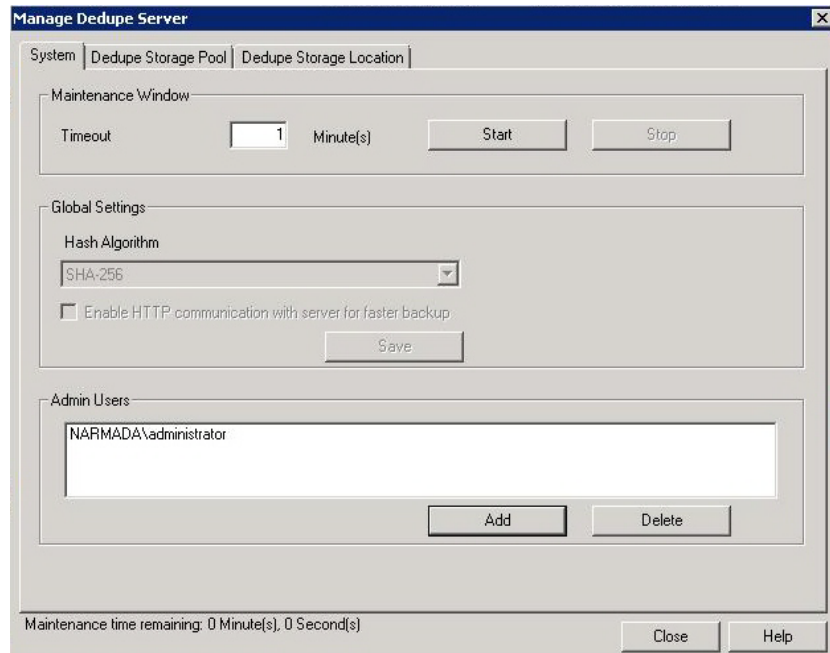 Manage Dedupe Server
System Dedupe Storage Pool Dedupe Storage Location
Maintenance Window
Timeout 1 Minute(s) Start Stop
Global Settings
Hash Algorithm
SHA-256
Enable HTTP communication with server for faster backup
Save
Admin Users
NARMADA\administrator
Add Delete
Maintenance time remaining: 0 Minute(s), 0 Second(s)
Close Help